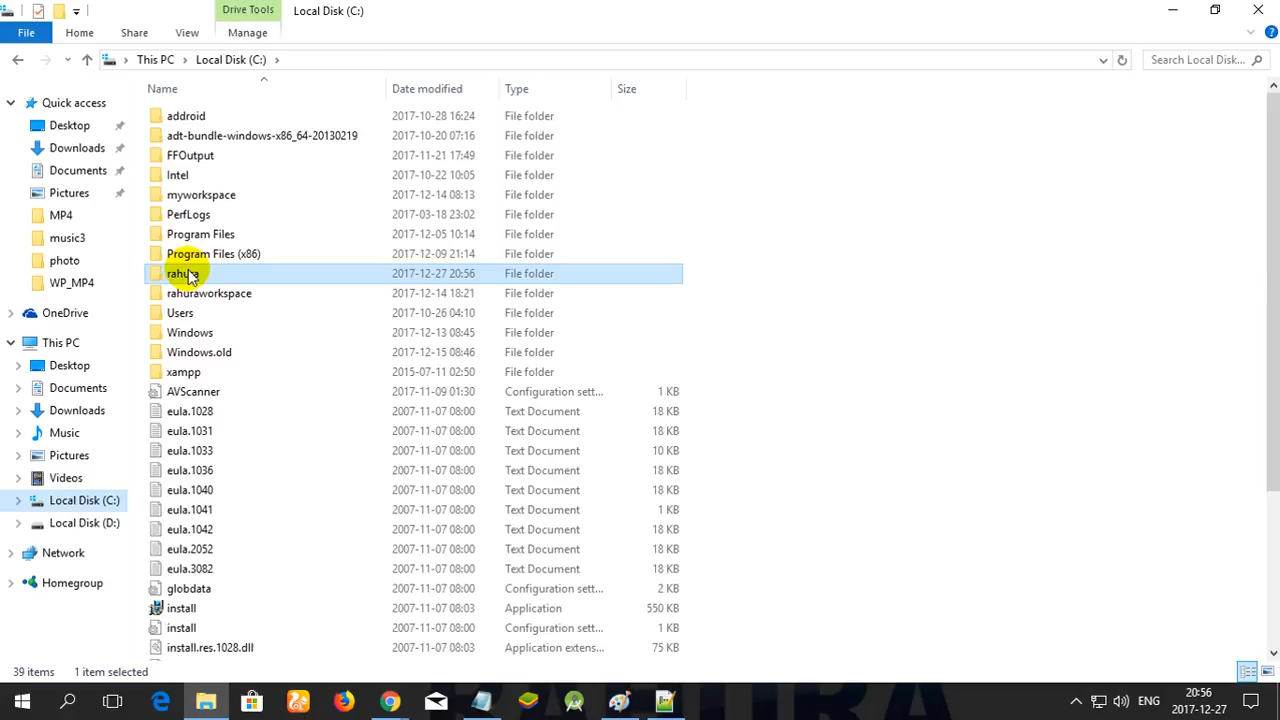 Drive Tools
Local Disk (C:)
File
Home
Share
View
Manage
This PC
Local Disk (C:)
Search Local Disk...
Name
Date modified
Type
Size
Quick access
Desktop
Downloads
Documents
Pictures
MP4
music3
photo
WP_MP4
OneDrive
This PC
Desktop
Documents
Downloads
Music
Pictures
Videos
Local Disk (C:)
Local Disk (D:)
Network
Homegroup
addroid 2017-10-28 16:24 File folder
adt-bundle-windows-x86_64-20130219 2017-10-20 07:16 File folder
FFOutput 2017-11-21 17:49 File folder
Intel 2017-10-22 10:05 File folder
myworkspace 2017-12-14 08:13 File folder
PerfLogs 2017-03-18 23:02 File folder
Program Files 2017-12-05 10:14 File folder
Program Files (x86) 2017-12-09 21:14 File folder
rahura 2017-12-27 20:56 File folder
rahuraworkspace 2017-12-14 18:21 File folder
Users 2017-10-26 04:10 File folder
Windows 2017-12-13 08:45 File folder
Windows.old 2017-12-15 08:46 File folder
xampp 2015-07-11 02:50 File folder
AVScanner 2017-11-09 01:30 Configuration sett... 1 KB
eula.1028 2007-11-07 08:00 Text Document 18 KB
eula.1031 2007-11-07 08:00 Text Document 18 KB
eula.1033 2007-11-07 08:00 Text Document 10 KB
eula.1036 2007-11-07 08:00 Text Document 18 KB
eula.1040 2007-11-07 08:00 Text Document 18 KB
eula.1041 2007-11-07 08:00 Text Document 1 KB
eula.1042 2007-11-07 08:00 Text Document 18 KB
eula.2052 2007-11-07 08:00 Text Document 18 KB
eula.3082 2007-11-07 08:00 Text Document 18 KB
globdata 2007-11-07 08:00 Configuration sett... 2 KB
install 2007-11-07 08:03 Application 550 KB
install 2007-11-07 08:00 Configuration sett... 1 KB
install.res.1028.dll 2007-11-07 08:03 Application extens... 75 KB
39 items
1 item selected
ENG
20:56
2017-12-27